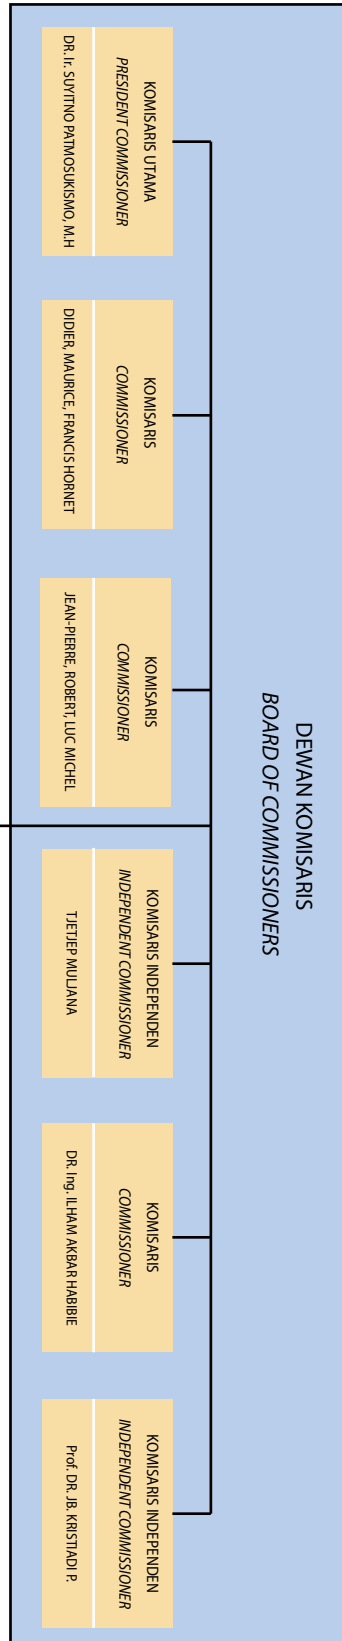 DEWAN KOMISARIS
BOARD OF COMMISSIONERS
KOMISARIS UTAMA
PRESIDENT COMMISSIONER
DR. Ir. SUYITNO PATMOSUKISMO, M.H
KOMISARIS
COMMISSIONER
DIDIER, MAURICE, FRANCIS HORNET
KOMISARIS
COMMISSIONER
JEAN-PIERRE, ROBERT, LUC MICHEL
KOMISARIS INDEPENDEN
INDEPENDENT COMMISSIONER
TJETJEP MULJANA
KOMISARIS
COMMISSIONER
DR. Ing. ILHAM AKBAR HABIBIE
KOMISARIS INDEPENDEN
INDEPENDENT COMMISSIONER
Prof. DR. JB. KRISTIADI P.